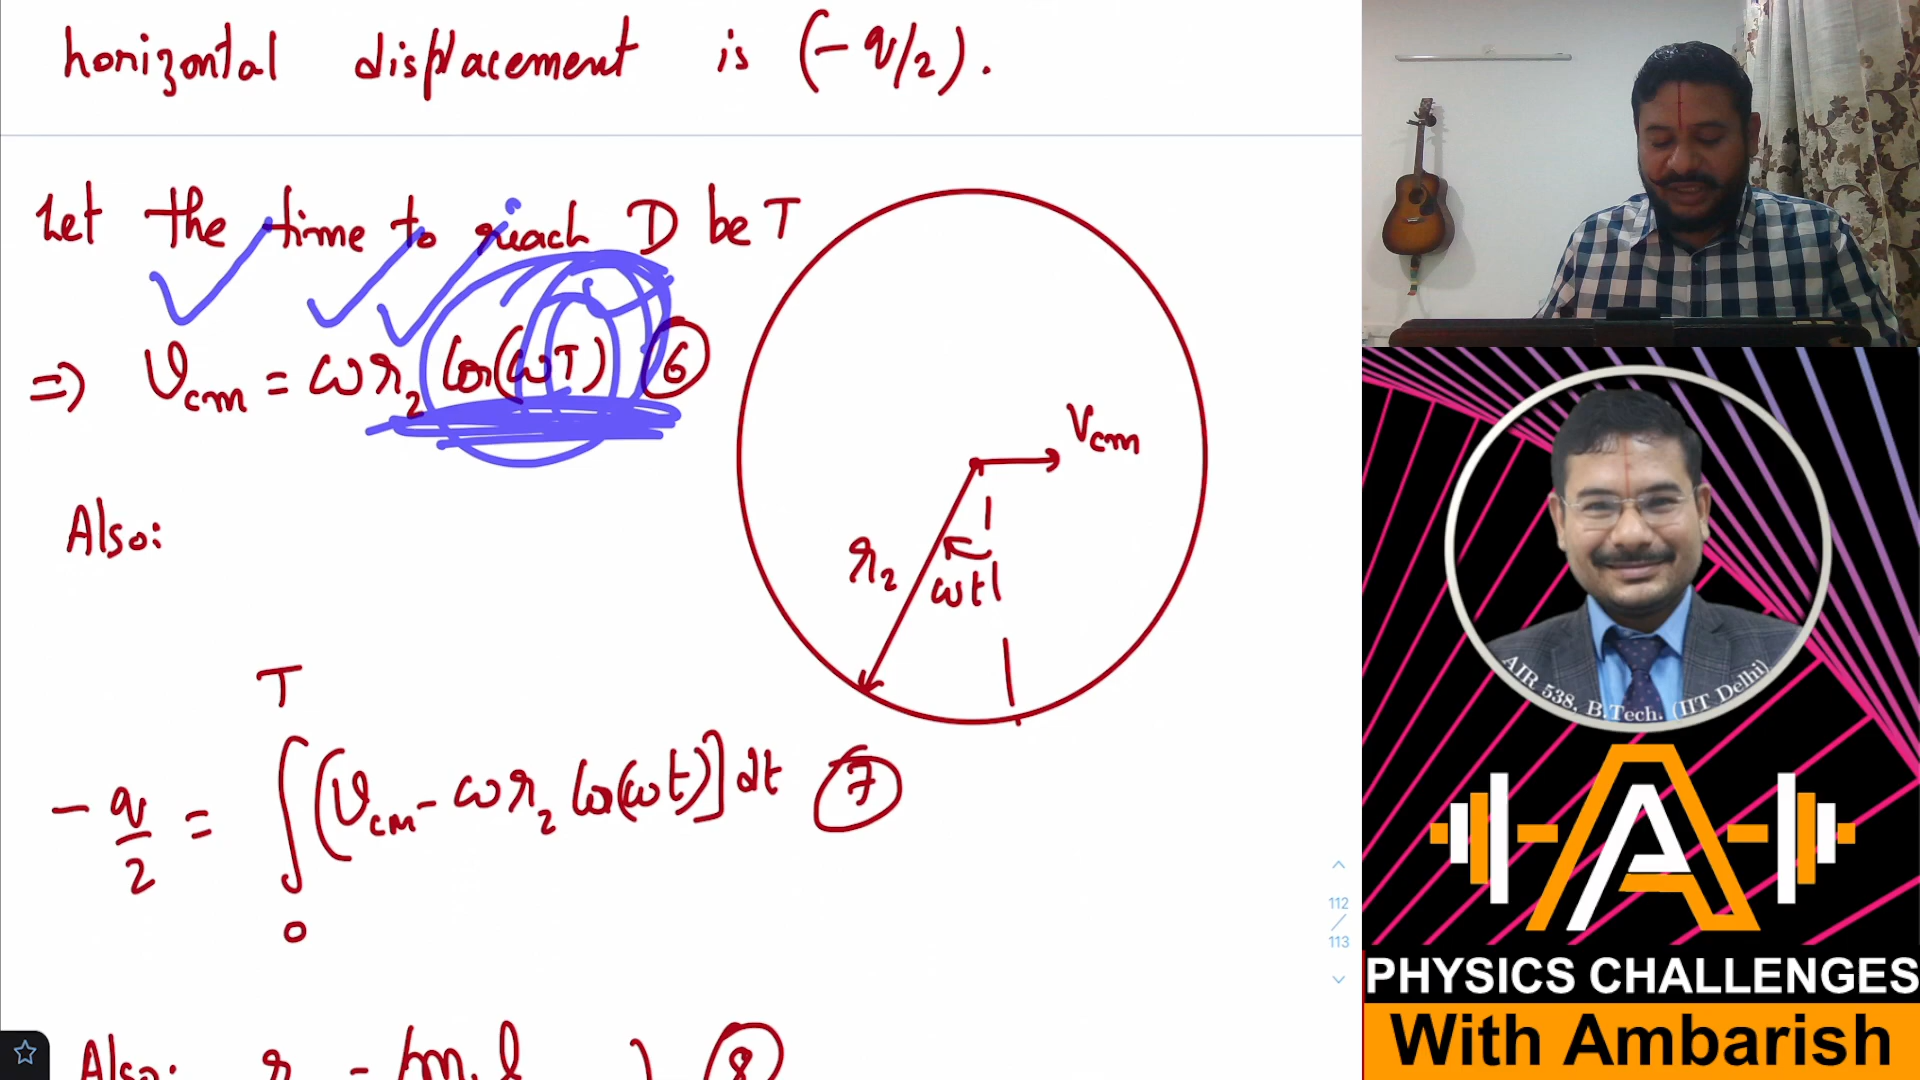 horizontal displacement is (-q/2).
Let the time to reach D be T
=> Vcm = ωr₂ Cos(ωT) ⑥
Vcm
Also:
r₂
ωt
T
-q/2 = ∫ [Vcm - ωr₂ Cos(ωt)] dt ⑦
0
Also:
AIR 538, B.Tech. (IIT Delhi)
A
112
/
113
PHYSICS CHALLENGES
With Ambarish